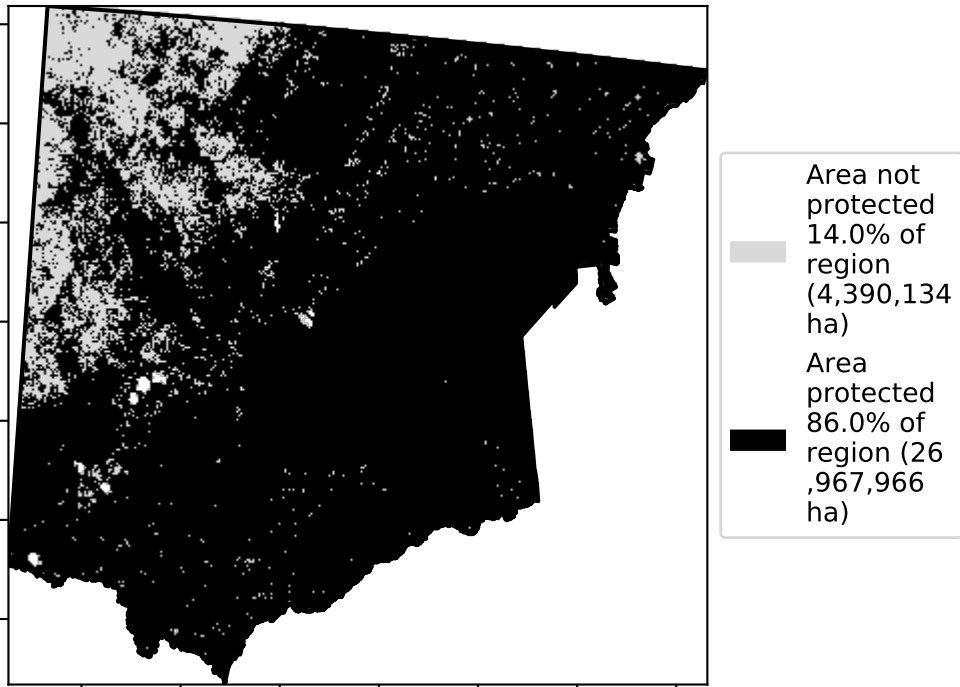 Area not
protected
14.0% of
region
(4,390,134
ha)
Area
protected
86.0% of
region (26
,967,966
ha)